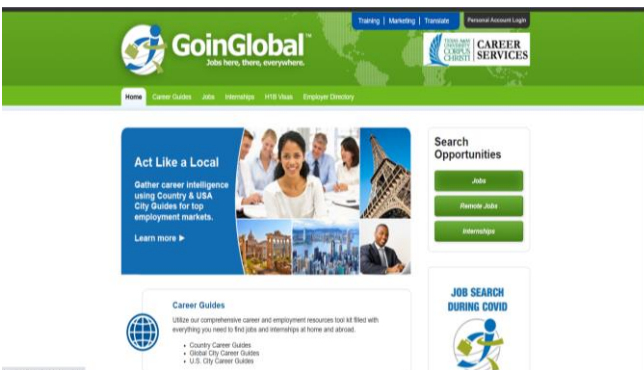 Training | Marketing | Translate
Personal Account Login
GoinGlobal™
Jobs here, there, everywhere.
TEXAS A&M
UNIVERSITY
CORPUS
CHRISTI
CAREER
SERVICES
Home Career Guides Jobs Internships H1B Visas Employer Directory
Act Like a Local
Gather career intelligence
using Country & USA
City Guides for top
employment markets.
Learn more ►
Search
Opportunities
Jobs
Remote Jobs
Internships
Career Guides
Utilize our comprehensive career and employment resources tool kit filled with
everything you need to find jobs and internships at home and abroad.
• Country Career Guides
• Global City Career Guides
• U.S. City Career Guides
JOB SEARCH
DURING COVID